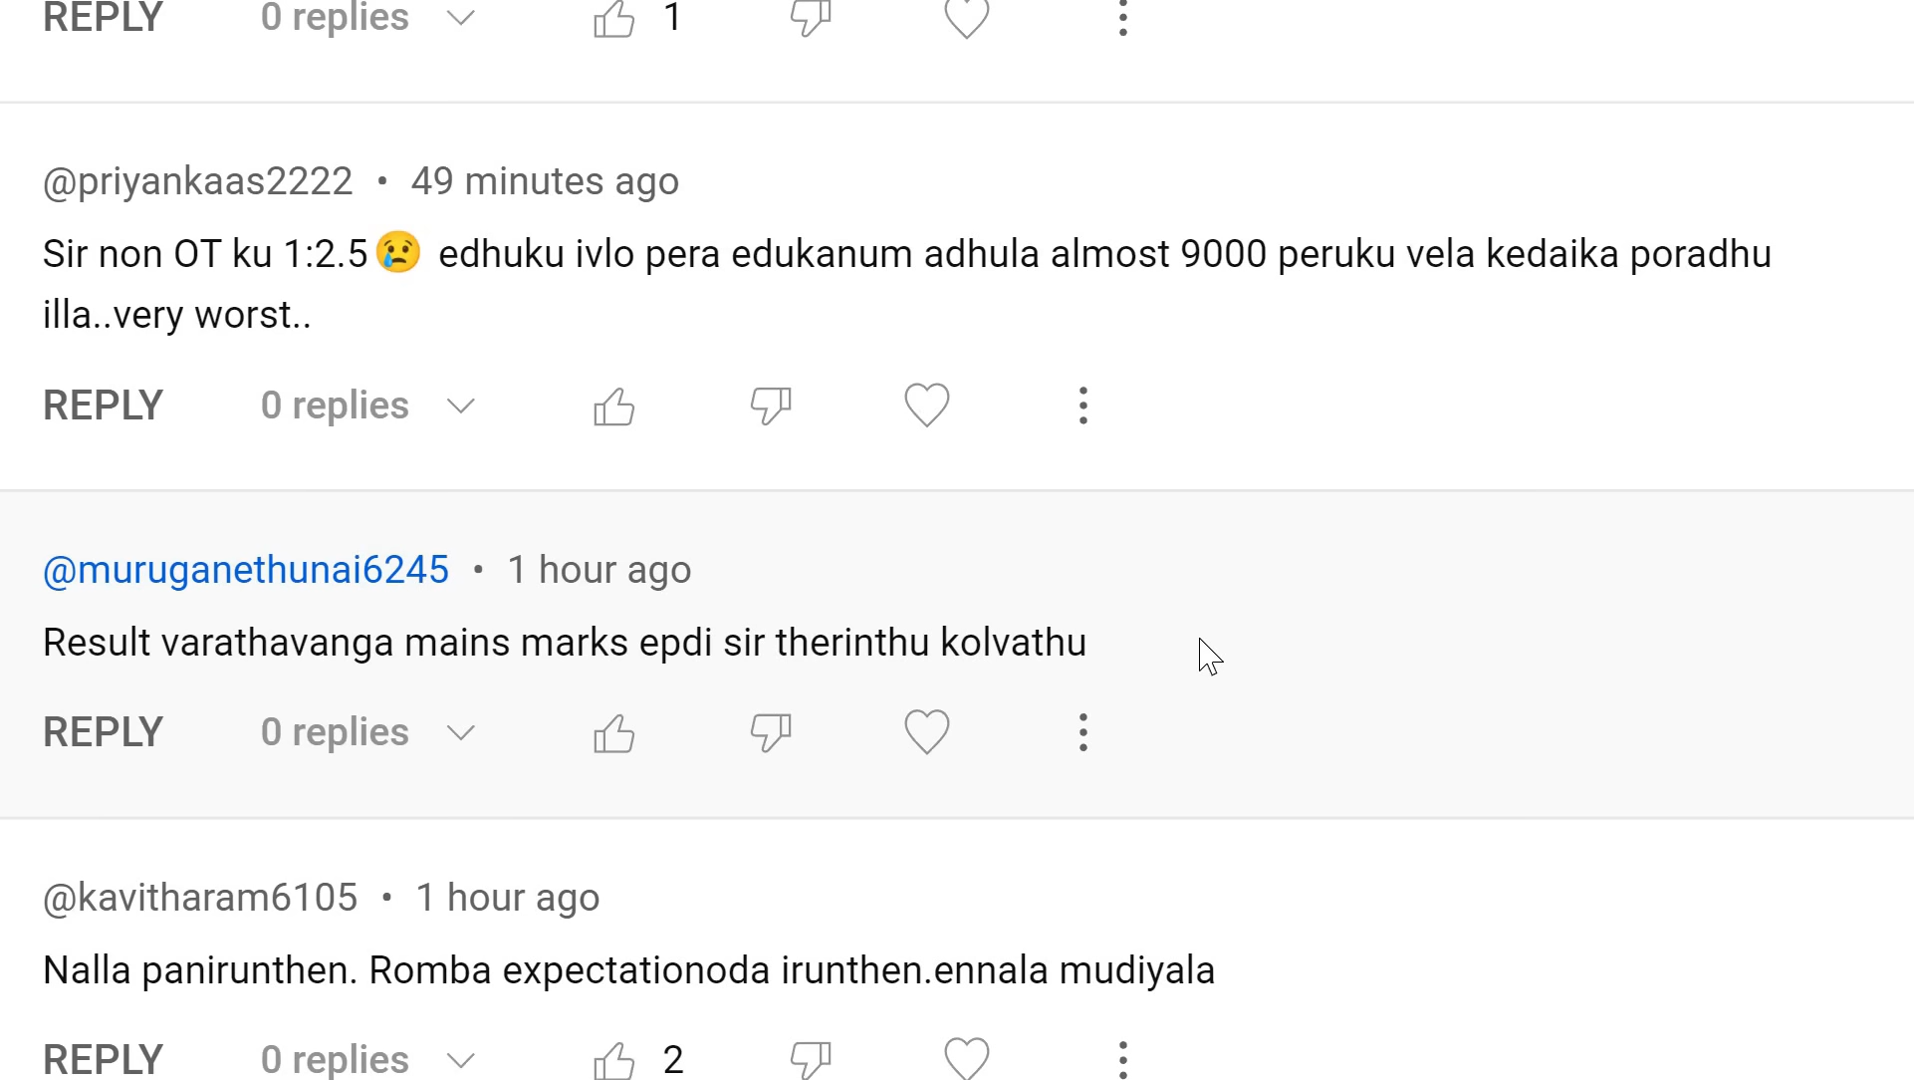 REPLY 0 replies 1
@priyankaas2222 • 49 minutes ago
Sir non OT ku 1:2.5😢 edhuku ivlo pera edukanum adhula almost 9000 peruku vela kedaika poradhu
illa..very worst..
REPLY 0 replies
@muruganethunai6245 • 1 hour ago
Result varathavanga mains marks epdi sir therinthu kolvathu
REPLY 0 replies
@kavitharam6105 • 1 hour ago
Nalla panirunthen. Romba expectationoda irunthen.ennala mudiyala
REPLY 0 replies 2